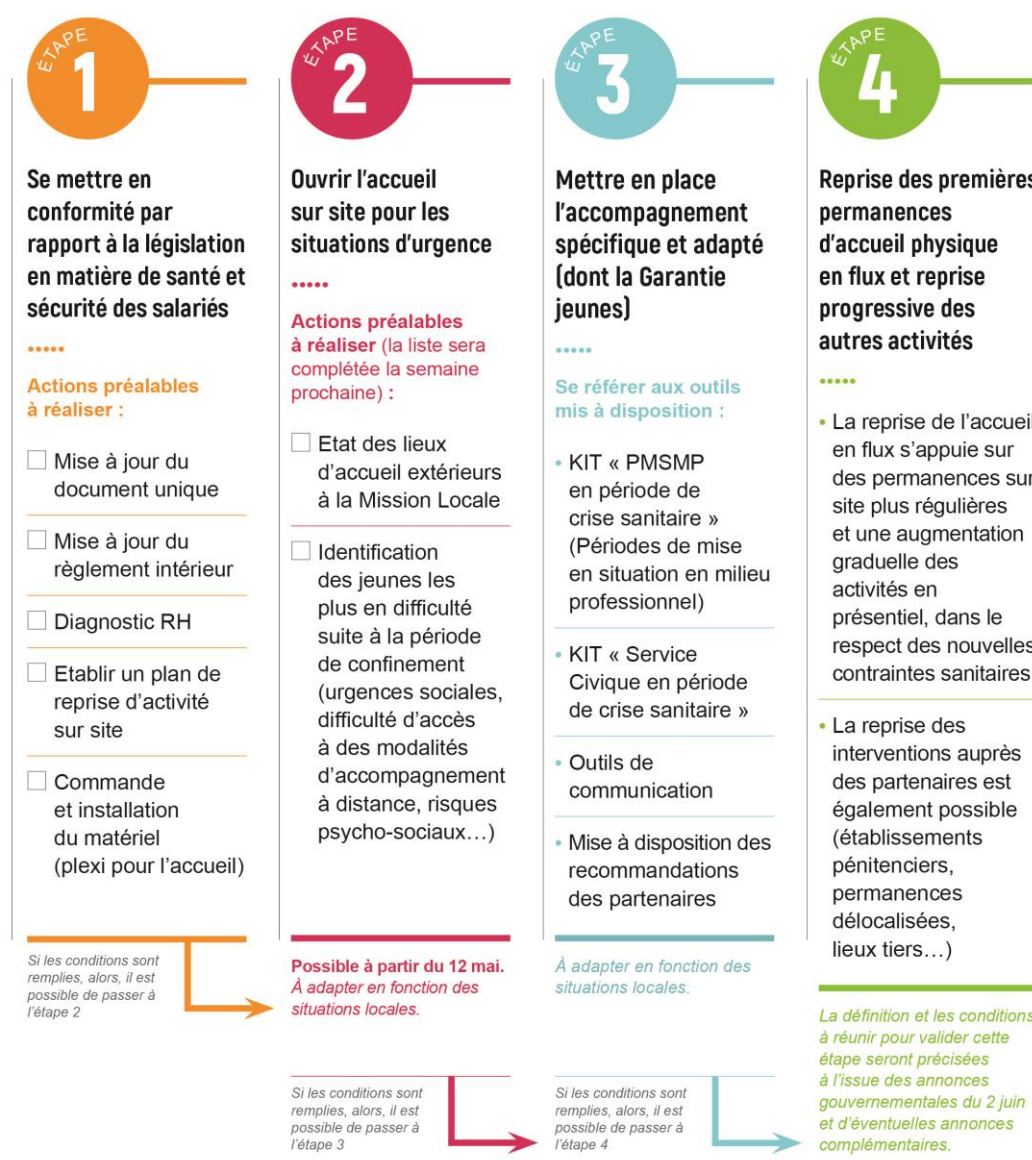 ÉTAPE
1
Se mettre en
conformité par
rapport à la législation
en matière de santé et
sécurité des salariés
Actions préalables
à réaliser :
Mise à jour du
document unique
Mise à jour du
règlement intérieur
Diagnostic RH
Etablir un plan de
reprise d'activité
sur site
Commande
et installation
du matériel
(plexi pour l'accueil)
Si les conditions sont
remplies, alors, il est
possible de passer à
l'étape 2
ÉTAPE
2
Ouvrir l'accueil
sur site pour les
situations d'urgence
Actions préalables
à réaliser (la liste sera
complétée la semaine
prochaine) :
Etat des lieux
d'accueil extérieurs
à la Mission Locale
Identification
des jeunes les
plus en difficulté
suite à la période
de confinement
(urgences sociales,
difficulté d'accès
à des modalités
d'accompagnement
à distance, risques
psycho-sociaux…)
Possible à partir du 12 mai.
À adapter en fonction des
situations locales.
Si les conditions sont
remplies, alors, il est
possible de passer à
l'étape 3
ÉTAPE
3
Mettre en place
l'accompagnement
spécifique et adapté
(dont la Garantie
jeunes)
Se référer aux outils
mis à disposition :
• KIT « PMSMP
en période de
crise sanitaire »
(Périodes de mise
en situation en milieu
professionnel)
• KIT « Service
Civique en période
de crise sanitaire »
• Outils de
communication
• Mise à disposition des
recommandations
des partenaires
À adapter en fonction des
situations locales.
Si les conditions sont
remplies, alors, il est
possible de passer à
l'étape 4
ÉTAPE
4
Reprise des premières
permanences
d'accueil physique
en flux et reprise
progressive des
autres activités
• La reprise de l'accueil
en flux s'appuie sur
des permanences sur
site plus régulières
et une augmentation
graduelle des
activités en
présentiel, dans le
respect des nouvelles
contraintes sanitaires
• La reprise des
interventions auprès
des partenaires est
également possible
(établissements
pénitenciers,
permanences
délocalisées,
lieux tiers…)
La définition et les conditions
à réunir pour valider cette
étape seront précisées
à l'issue des annonces
gouvernementales du 2 juin
et d'éventuelles annonces
complémentaires.